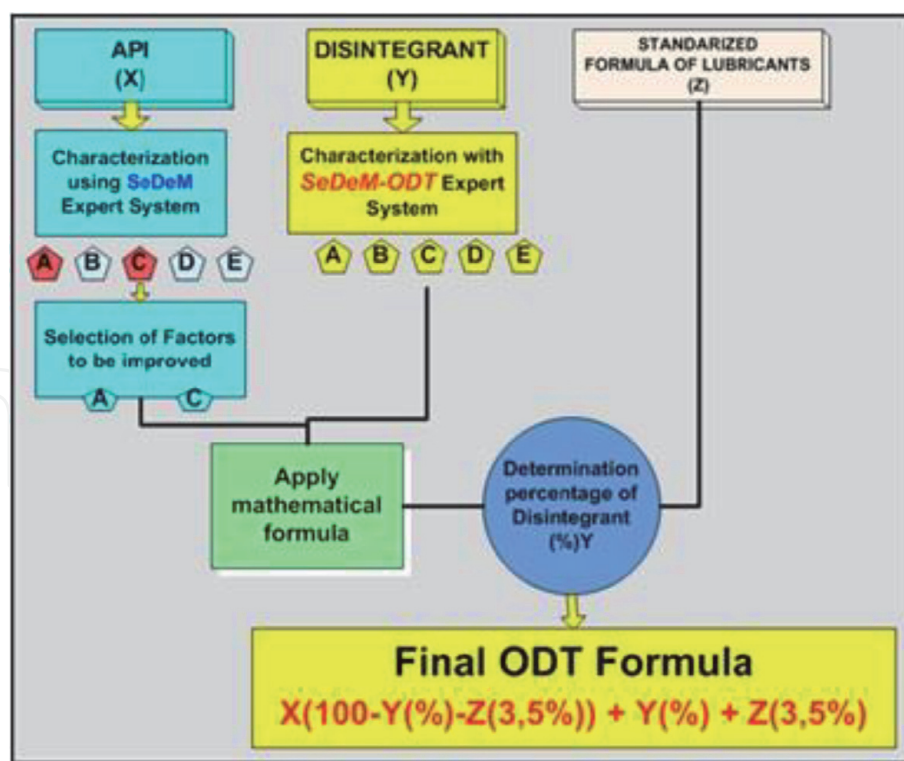 API
(X)
DISINTEGRANT
(Y)
STANDARIZED
FORMULA OF LUBRICANTS
(Z)
Characterization
using SeDeM
Expert System
Characterization with
SeDeM-ODT Expert
System
A B C D E
A B C D E
Selection of Factors
to be improved
A C
Apply
mathematical
formula
Determination
percentage of
Disintegrant
(%)Y
Final ODT Formula
X(100-Y(%)-Z(3,5%)) + Y(%) + Z(3,5%)